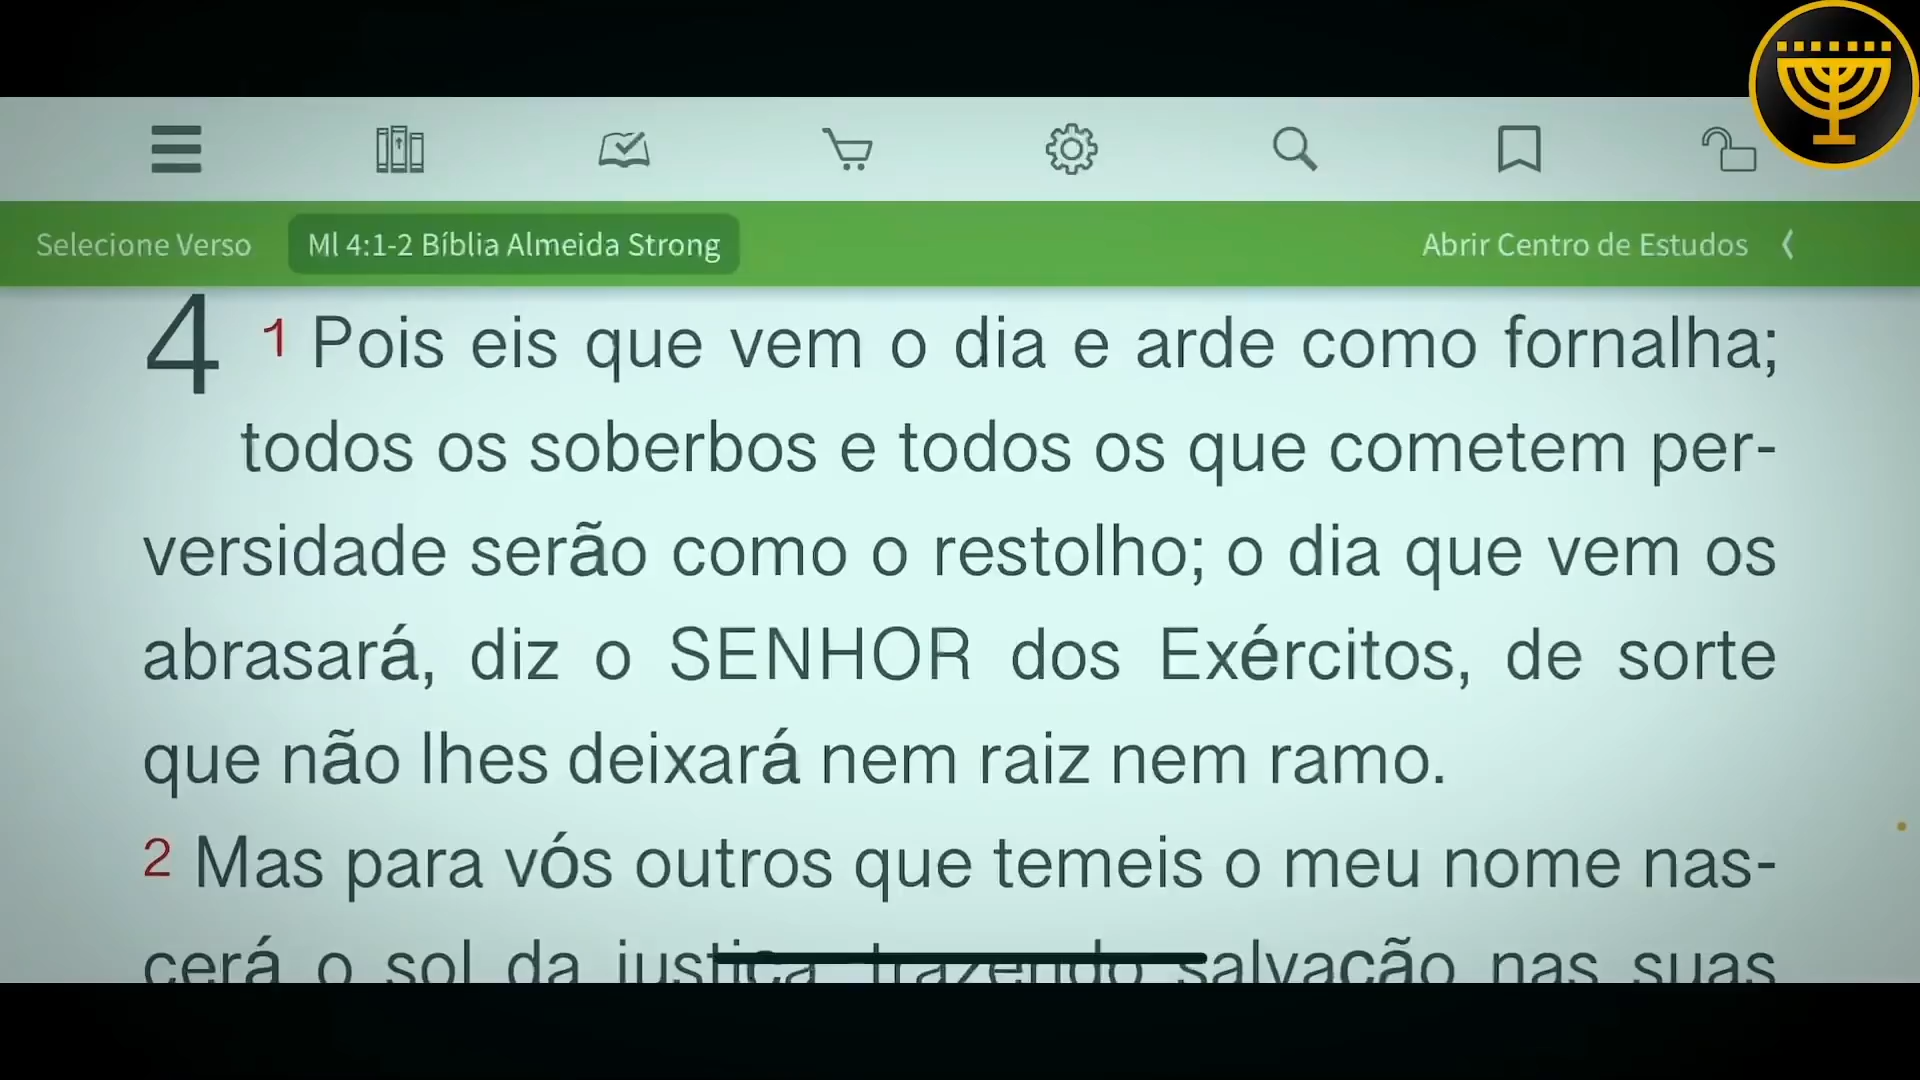 Selecione Verso
Ml 4:1-2 Bíblia Almeida Strong
Abrir Centro de Estudos
4 1 Pois eis que vem o dia e arde como fornalha;
todos os soberbos e todos os que cometem per-
versidade serão como o restolho; o dia que vem os
abrasará, diz o SENHOR dos Exércitos, de sorte
que não lhes deixará nem raiz nem ramo.
2 Mas para vós outros que temeis o meu nome nas-
cerá o sol da justiça, trazendo salvação nas suas